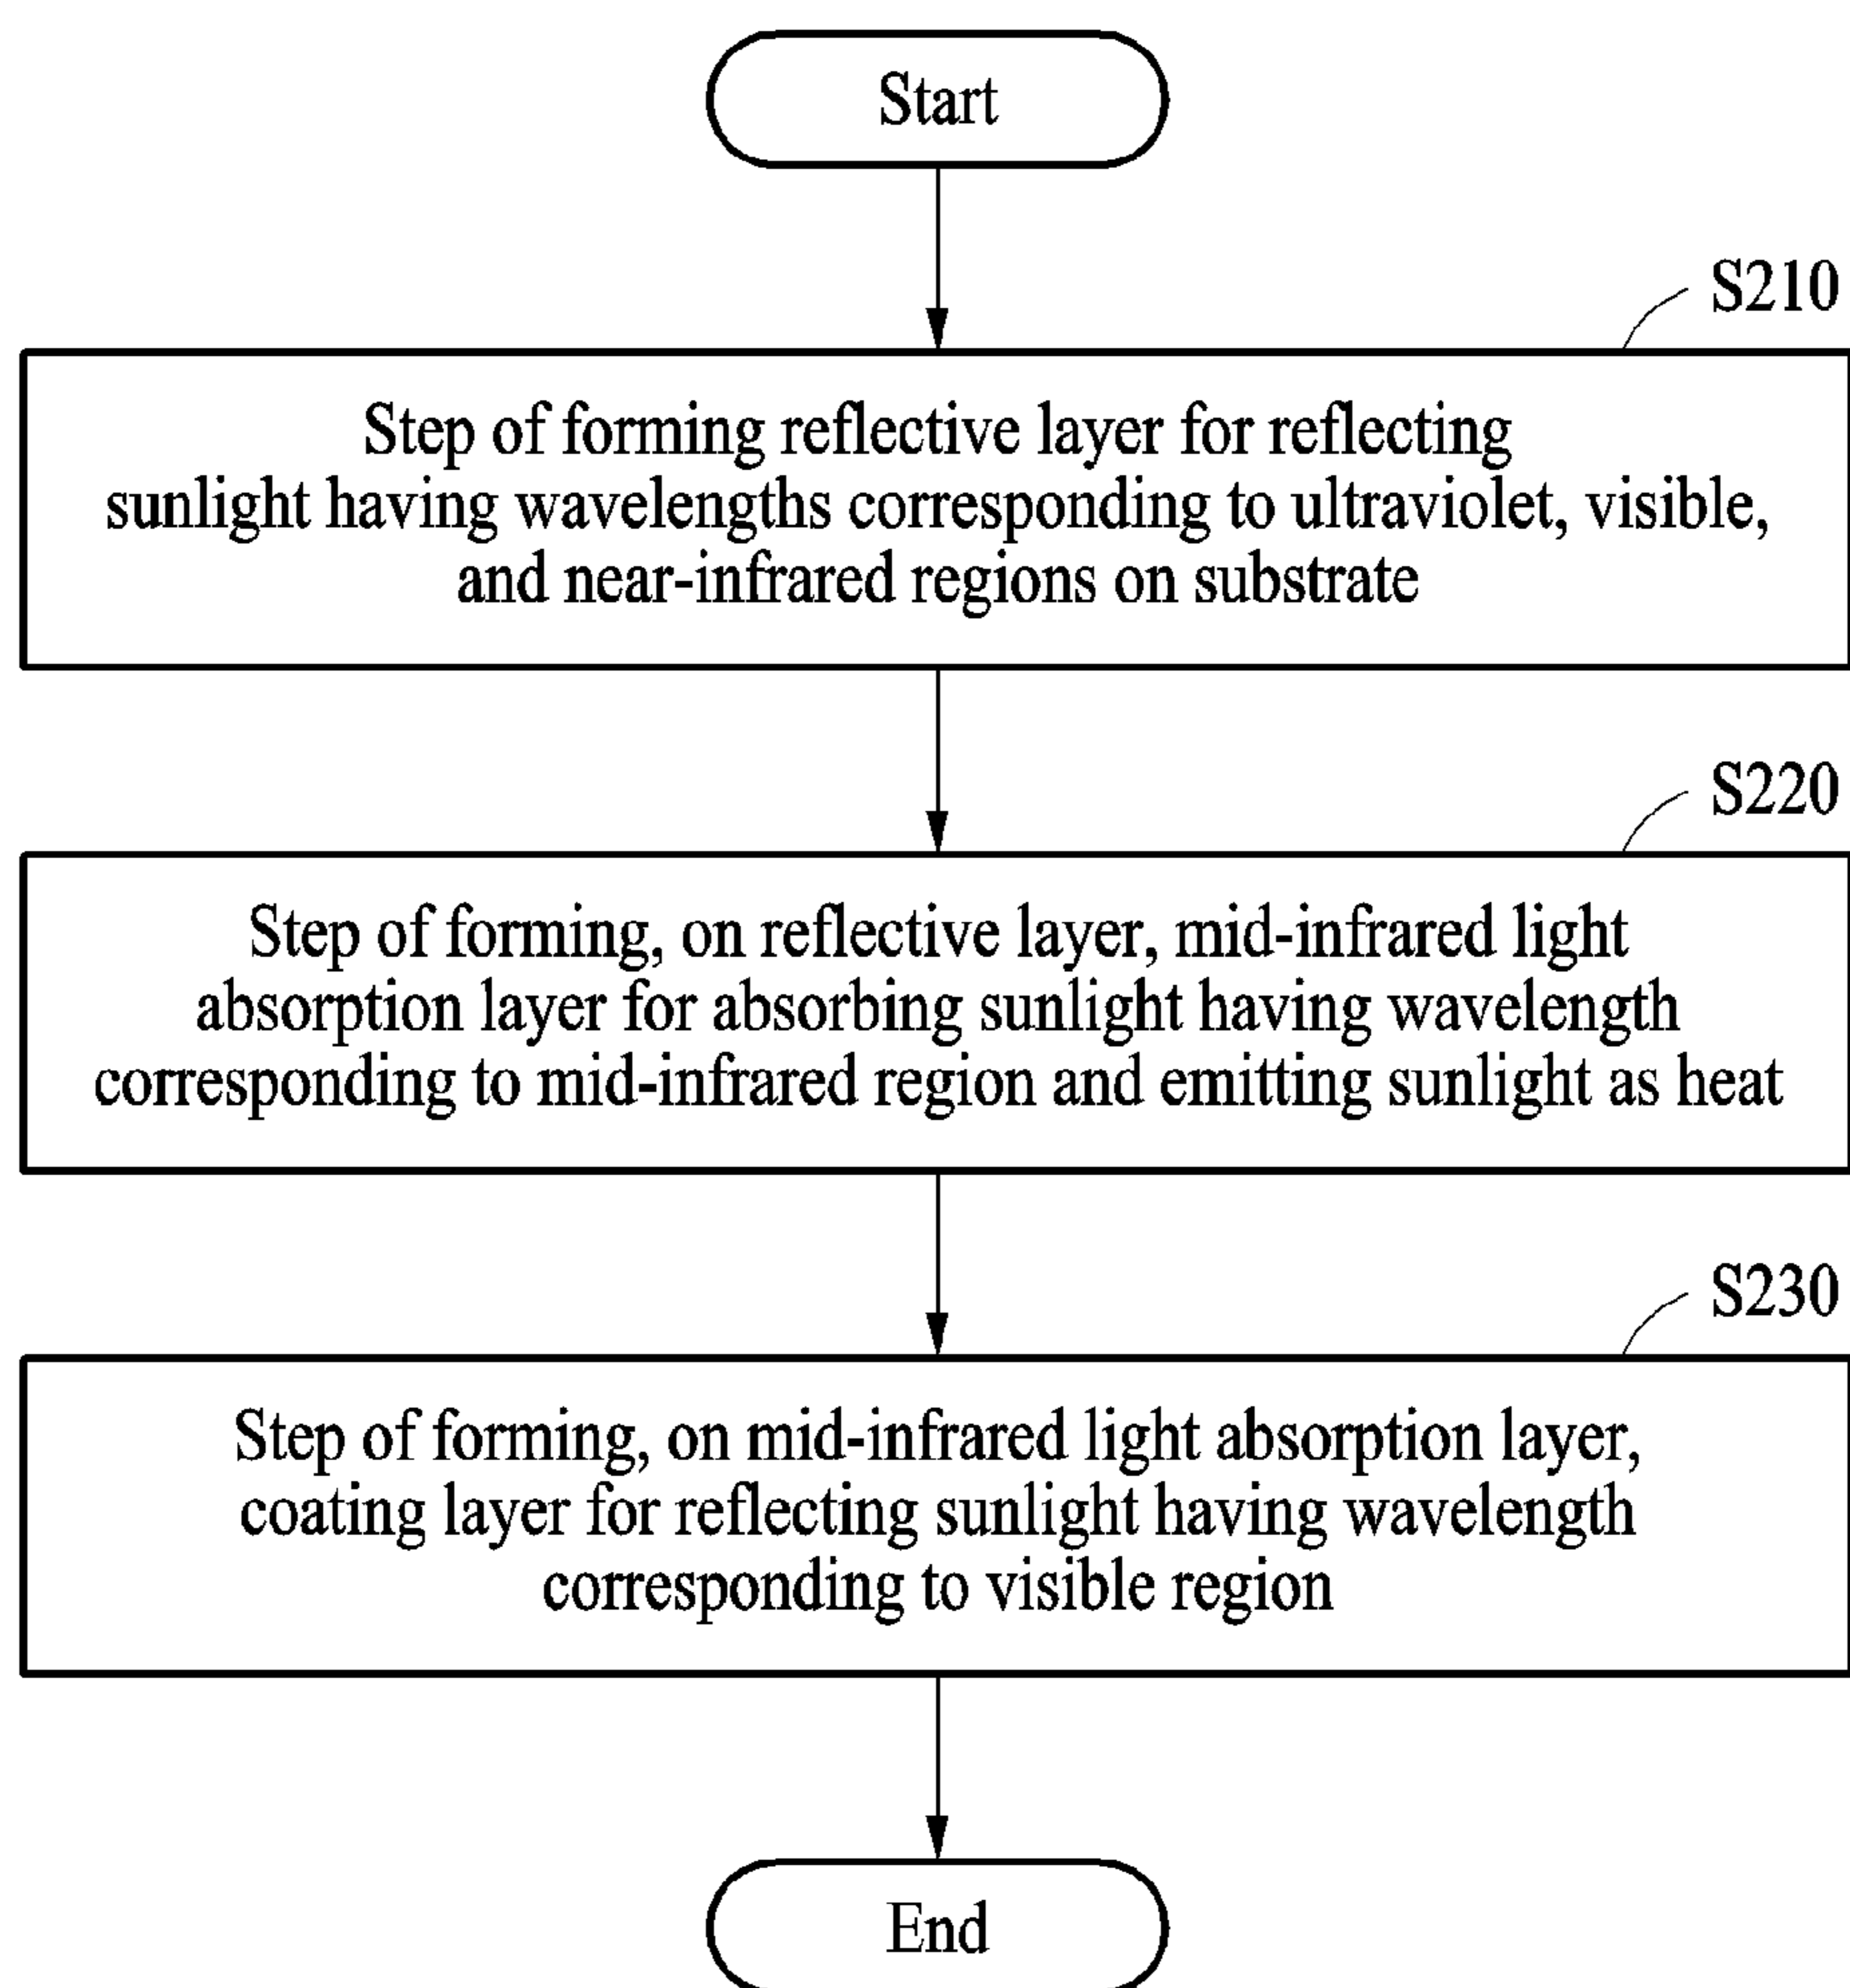 Start
S210
Step of forming reflective layer for reflecting
sunlight having wavelengths corresponding to ultraviolet, visible,
and near-infrared regions on substrate
S220
Step of forming, on reflective layer, mid-infrared light
absorption layer for absorbing sunlight having wavelength
corresponding to mid-infrared region and emitting sunlight as heat
S230
Step of forming, on mid-infrared light absorption layer,
coating layer for reflecting sunlight having wavelength
corresponding to visible region
End